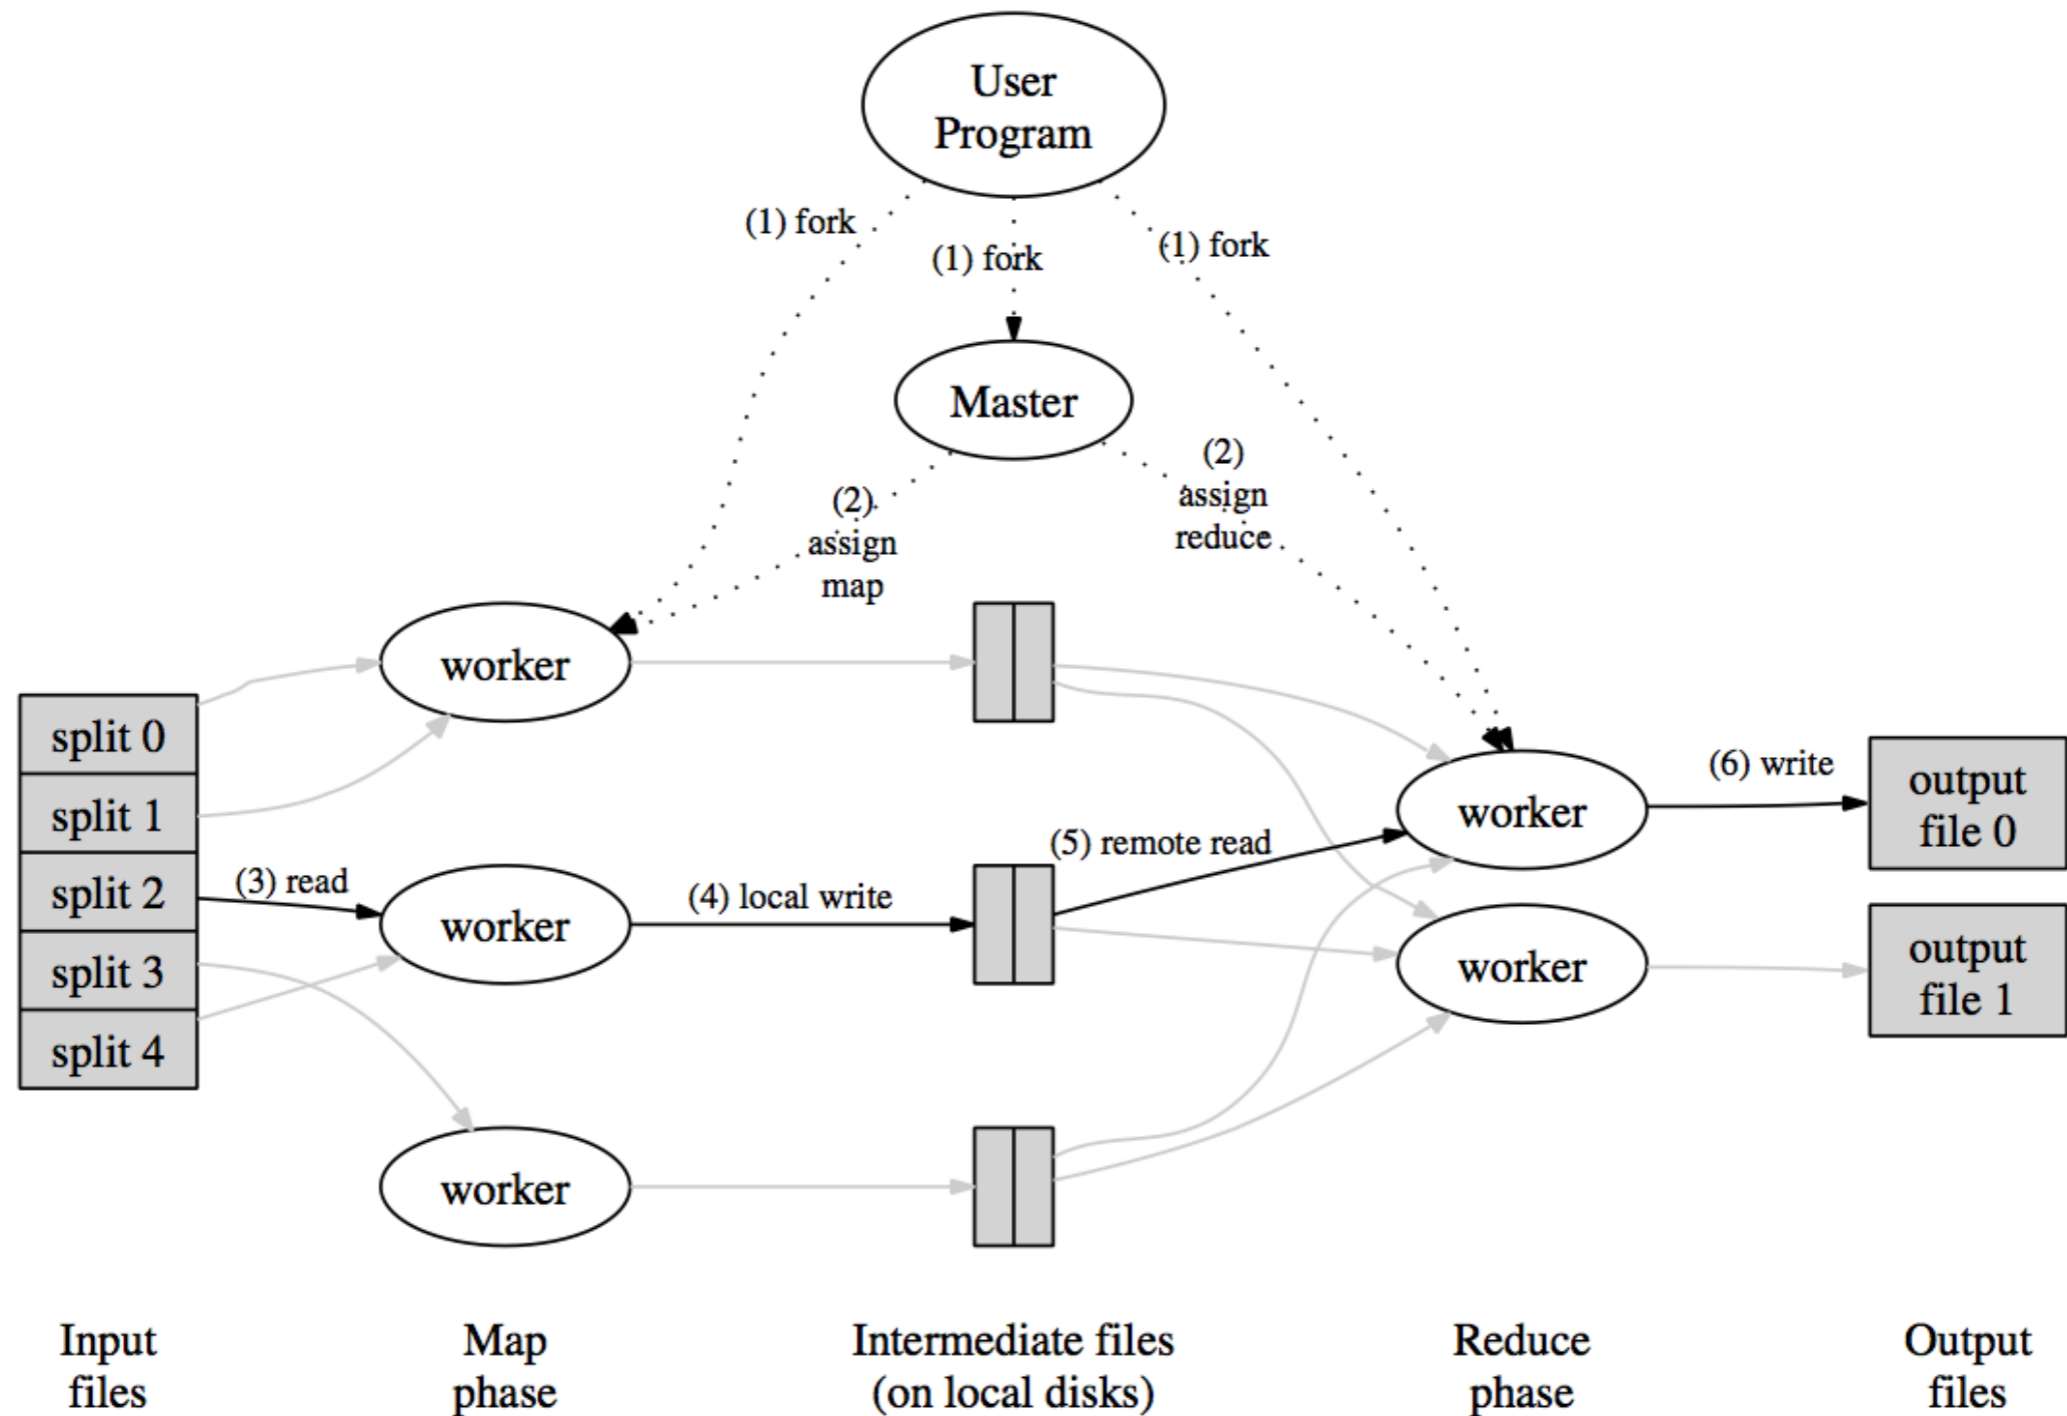 User
Program
(1) fork
(1) fork
(1) fork
Master
(2)
assign
map
(2)
assign
reduce
worker
split 0
split 1
split 2
split 3
split 4
(3) read
worker
(4) local write
(5) remote read
worker
(6) write
output
file 0
worker
output
file 1
worker
Input
files
Map
phase
Intermediate files
(on local disks)
Reduce
phase
Output
files